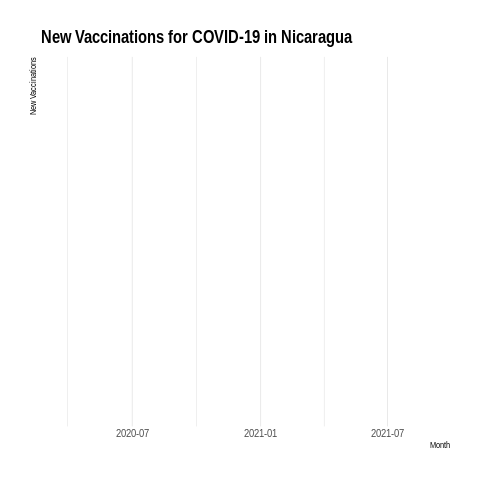 New Vaccinations for COVID-19 in Nicaragua
New Vaccinations
2020-07
2021-01
2021-07
Month